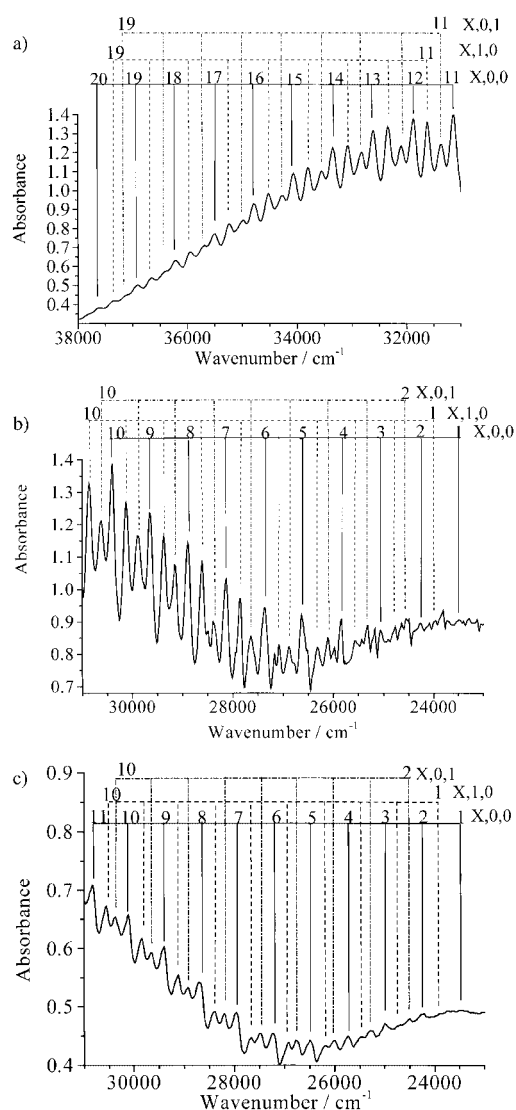 a)
19 11 X,0,1
19 11 X,1,0
20 19 18 17 16 15 14 13 12 11 X,0,0
1.4
1.3
1.2
1.1
1.0
0.9
0.8
0.7
0.6
0.5
0.4
Absorbance
38000 36000 34000 32000
Wavenumber / cm-1
b)
10 2 X,0,1
10 1 X,1,0
10 9 8 7 6 5 4 3 2 1 X,0,0
1.4
1.3
1.2
1.1
1.0
0.9
0.8
0.7
Absorbance
30000 28000 26000 24000
Wavenumber / cm-1
c)
0.9
10 2 X,0,1
10 1 X,1,0
11 10 9 8 7 6 5 4 3 2 1 X,0,0
0.8
0.7
0.6
0.5
0.4
Absorbance
30000 28000 26000 24000
Wavenumber / cm-1